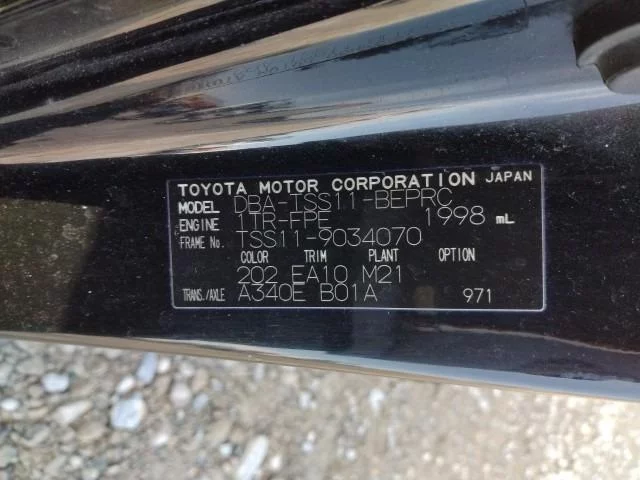 TOYOTA MOTOR CORPORATION JAPAN
MODEL DBA-TSS11-BEPRC
ENGINE 1TR-FPE 1998 mL
FRAME No. TSS11-9034070
COLOR TRIM PLANT OPTION
202 EA10 M21
TRANS./AXLE A340E B01A 971